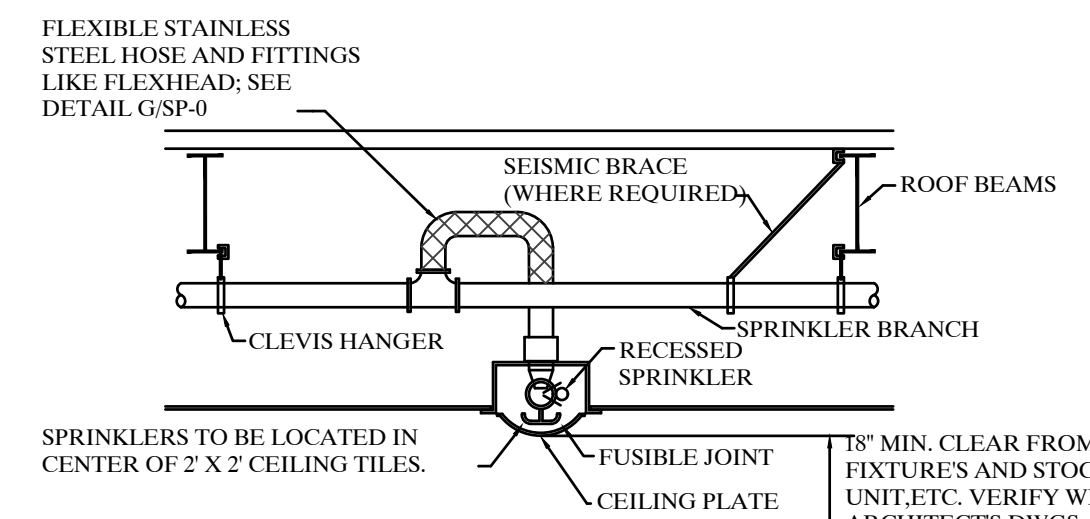 FLEXIBLE STAINLESS
STEEL HOSE AND FITTINGS
LIKE FLEXHEAD; SEE
DETAIL G/SP-0
SEISMIC BRACE
(WHERE REQUIRED)
ROOF BEAMS
CLEVIS HANGER
SPRINKLER BRANCH
RECESSED
SPRINKLER
SPRINKLERS TO BE LOCATED IN
CENTER OF 2' X 2' CEILING TILES.
FUSIBLE JOINT
CEILING PLATE
18" MIN. CLEAR FROM
FIXTURE'S AND STOC
UNIT,ETC. VERIFY W
ARCHITECT'S DWGS